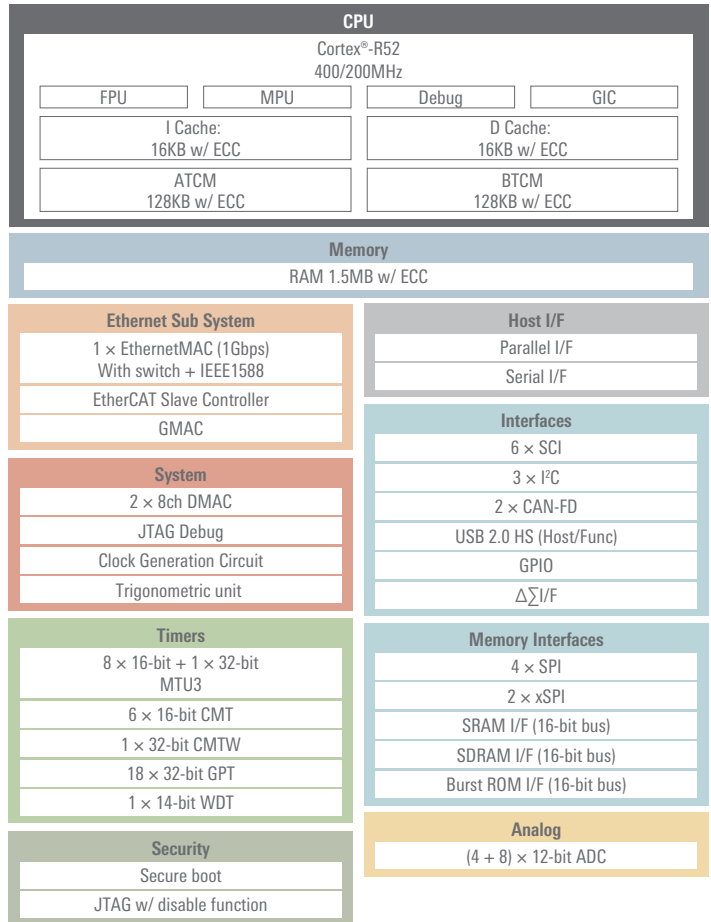 CPU
Cortex®-R52
400/200MHz
FPU
MPU
Debug
GIC
I Cache:
16KB w/ ECC
D Cache:
16KB w/ ECC
ATCM
128KB w/ ECC
BTCM
128KB w/ ECC
Memory
RAM 1.5MB w/ ECC
Ethernet Sub System
1 × EthernetMAC (1Gbps)
With switch + IEEE1588
EtherCAT Slave Controller
GMAC
System
2 × 8ch DMAC
JTAG Debug
Clock Generation Circuit
Trigonometric unit
Timers
8 × 16-bit + 1 × 32-bit
MTU3
6 × 16-bit CMT
1 × 32-bit CMTW
18 × 32-bit GPT
1 × 14-bit WDT
Security
Secure boot
JTAG w/ disable function
Host I/F
Parallel I/F
Serial I/F
Interfaces
6 × SCI
3 × I²C
2 × CAN-FD
USB 2.0 HS (Host/Func)
GPIO
Δ∑I/F
Memory Interfaces
4 × SPI
2 × xSPI
SRAM I/F (16-bit bus)
SDRAM I/F (16-bit bus)
Burst ROM I/F (16-bit bus)
Analog
(4 + 8) × 12-bit ADC